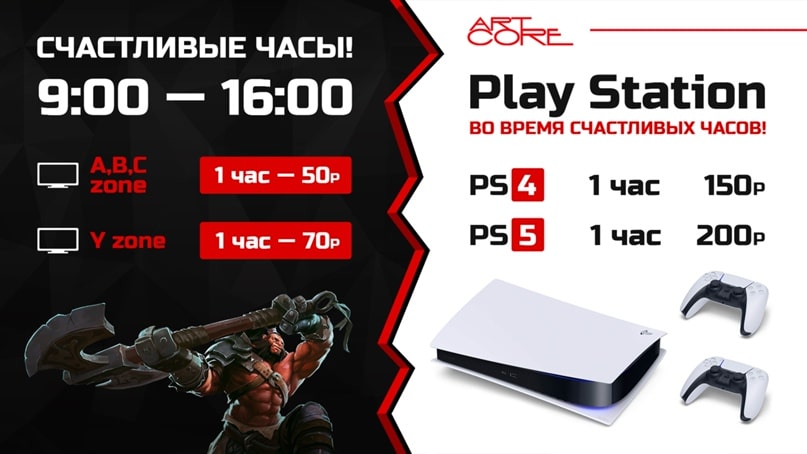 СЧАСТЛИВЫЕ ЧАСЫ!
9:00 — 16:00
A,B,C
zone
1 час — 50р
Y zone
1 час — 70р
ART
CORE
Play Station
ВО ВРЕМЯ СЧАСТЛИВЫХ ЧАСОВ!
PS 4 1 час 150р
PS 5 1 час 200р